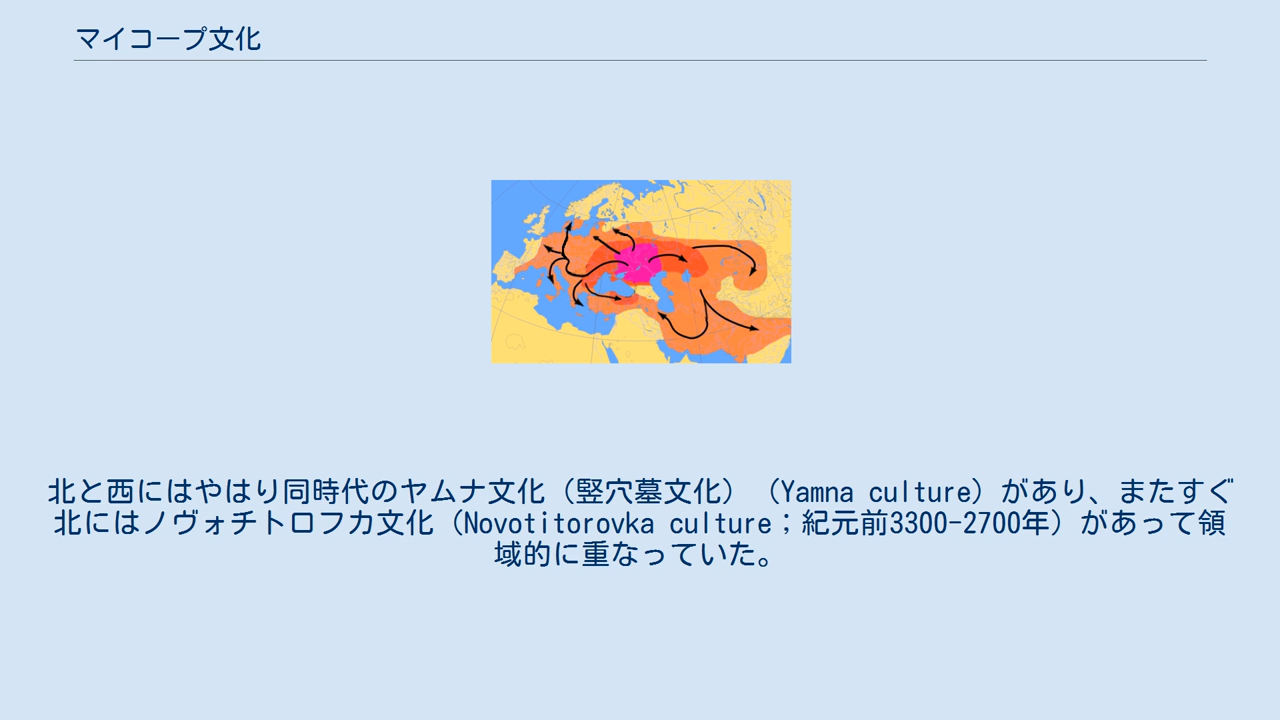 マイコープ文化
北と西にはやはり同時代のヤムナ文化（竪穴墓文化）（Yamna culture）があり、またすぐ
北にはノヴォチトロフカ文化（Novotitorovka culture；紀元前3300-2700年）があって領
域的に重なっていた。